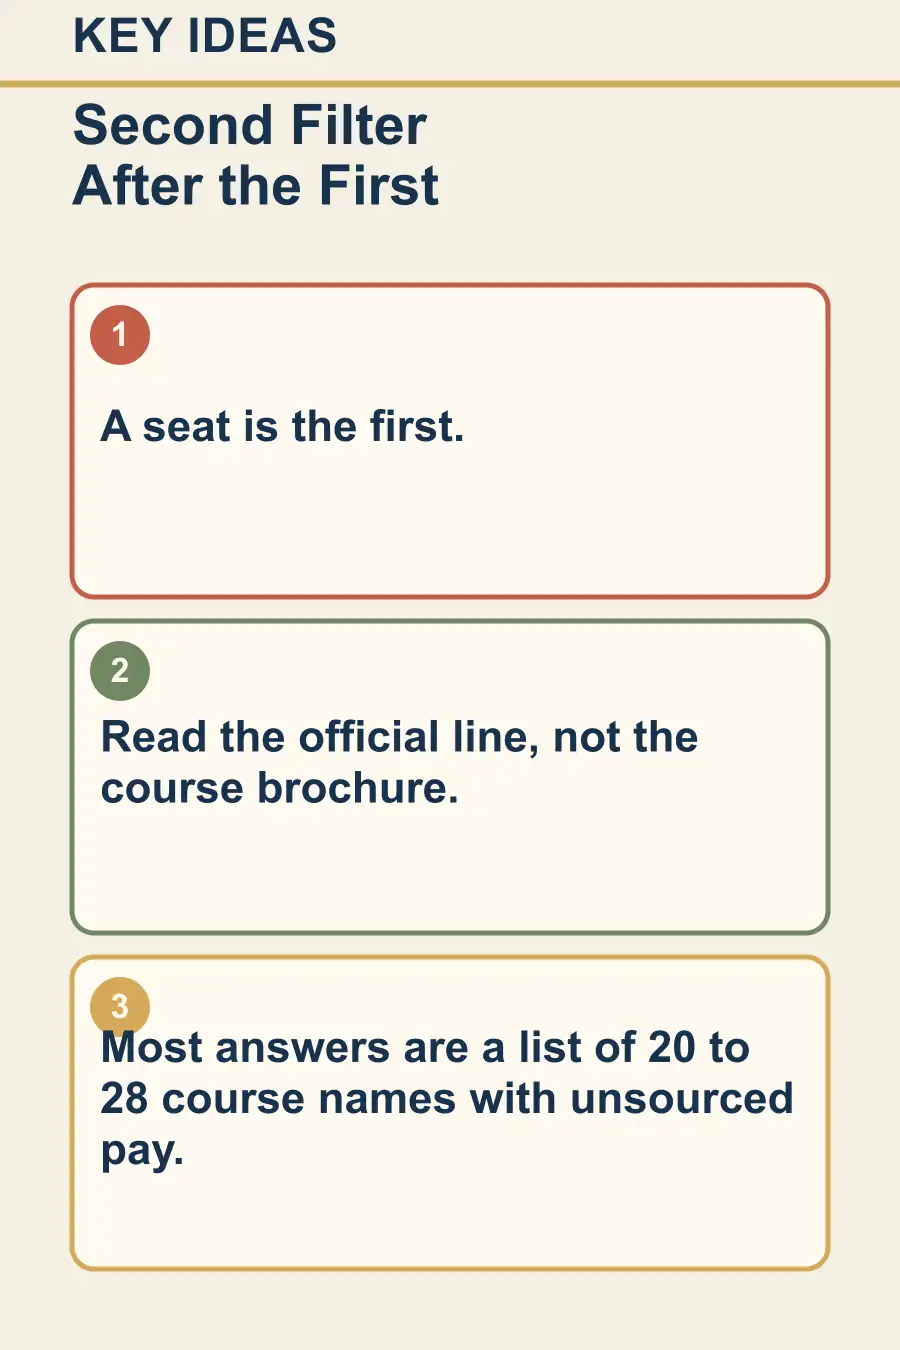 KEY IDEAS
Second Filter
After the First
1
A seat is the first.
2
Read the official line, not the
course brochure.
3
Most answers are a list of 20 to
28 course names with unsourced
pay.